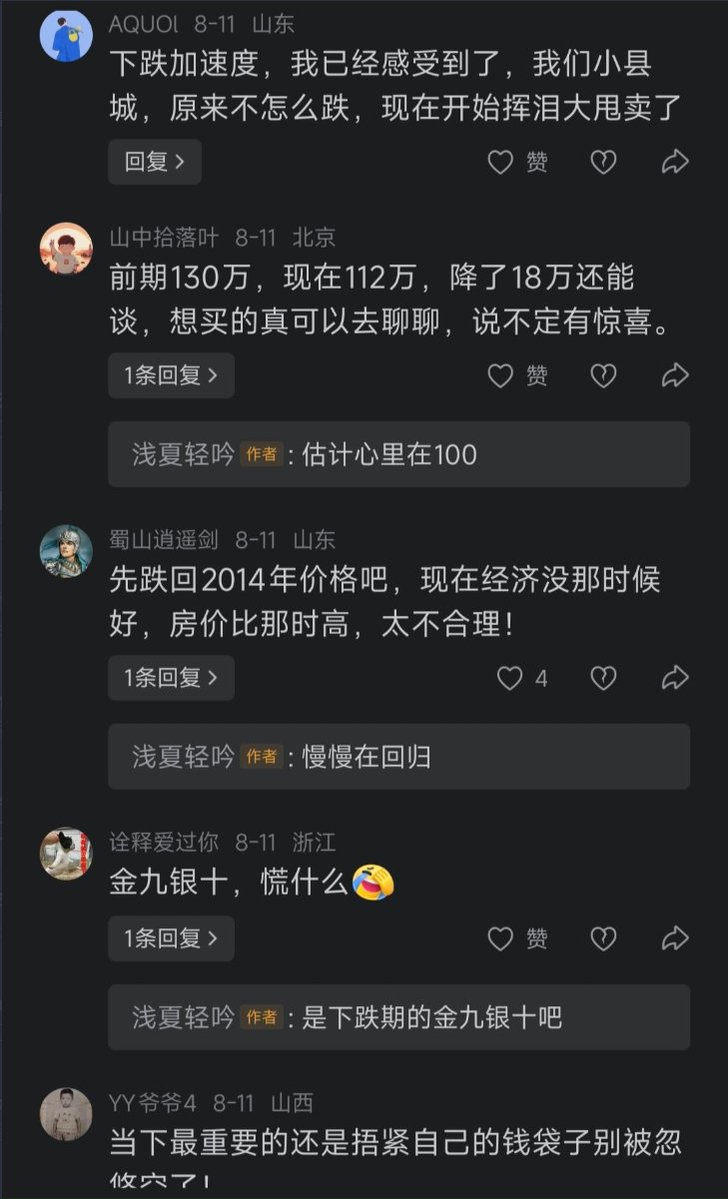 AQUOl 8-11 山东
下跌加速度，我已经感受到了，我们小县
城，原来不怎么跌，现在开始挥泪大甩卖了
回复 > 赞
山中拾落叶 8-11 北京
前期130万，现在112万，降了18万还能
谈，想买的真可以去聊聊，说不定有惊喜。
1条回复 > 赞
浅夏轻吟 作者 : 估计心里在100
蜀山逍遥剑 8-11 山东
先跌回2014年价格吧，现在经济没那时候
好，房价比那时高，太不合理！
1条回复 > 4
浅夏轻吟 作者 : 慢慢在回归
诠释爱过你 8-11 浙江
金九银十，慌什么🤣
1条回复 > 赞
浅夏轻吟 作者 : 是下跌期的金九银十吧
YY爷爷4 8-11 山西
当下最重要的还是捂紧自己的钱袋子别被忽
悠空了！